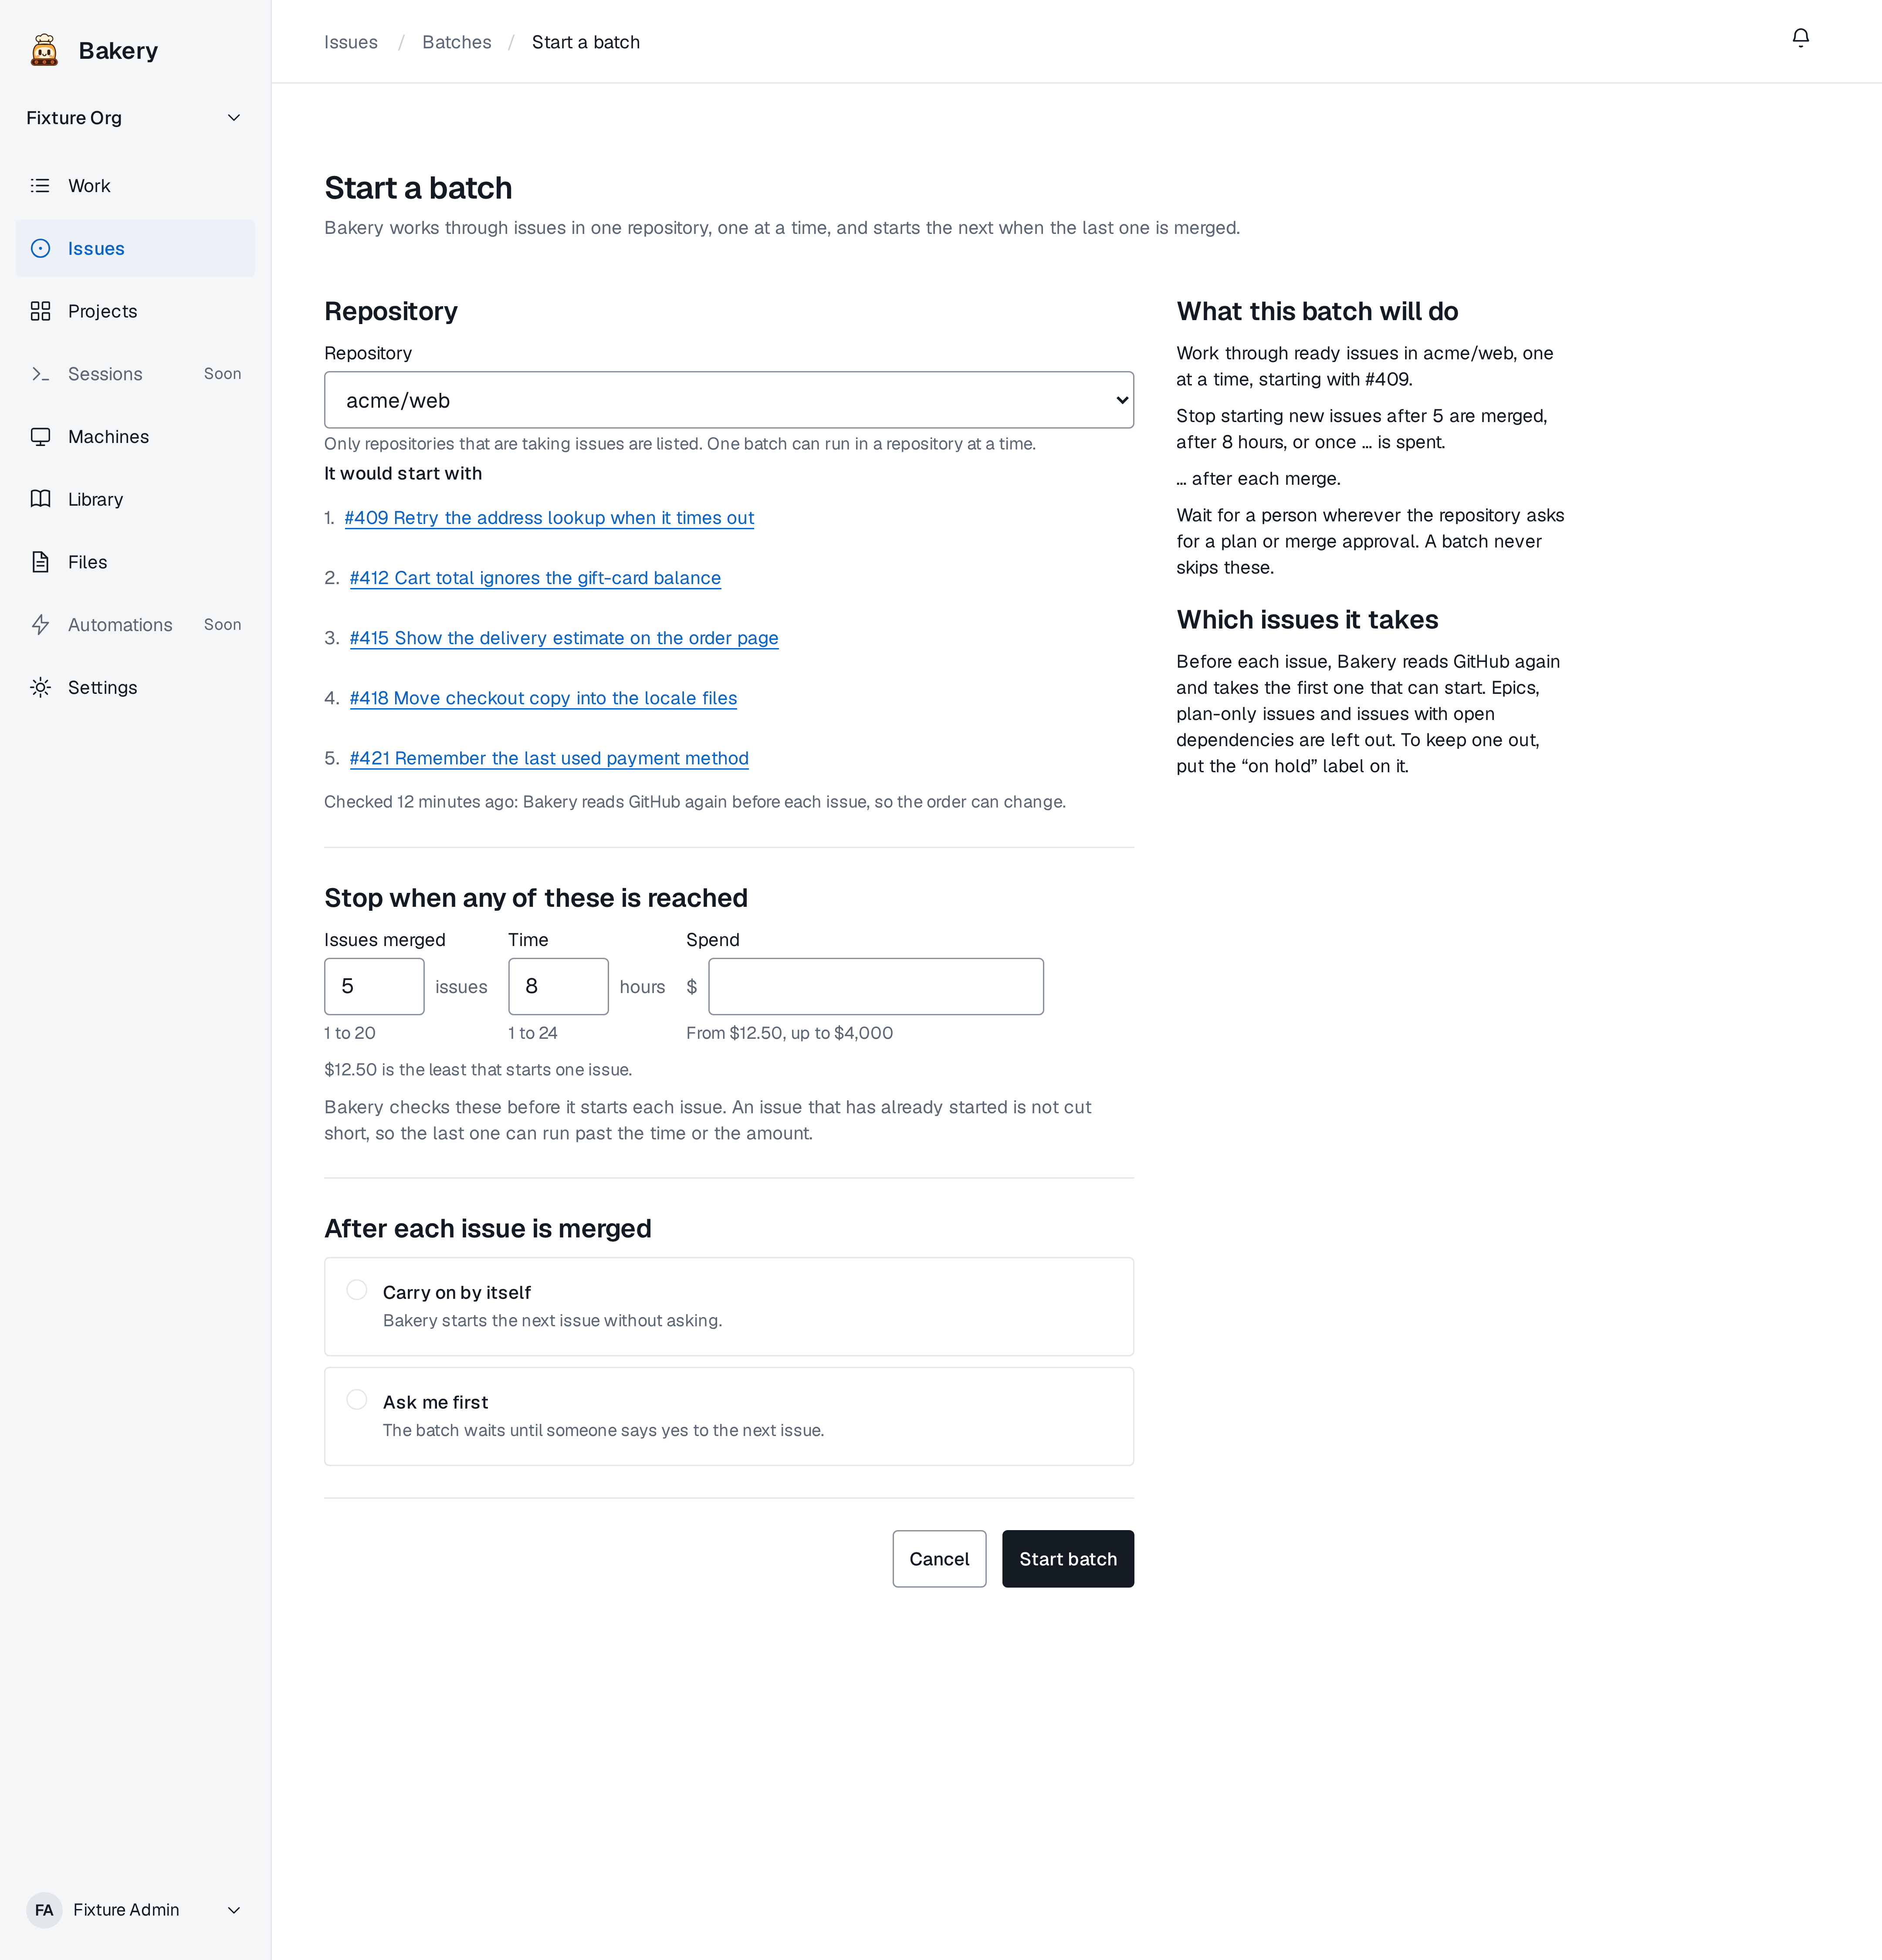 Bakery
Fixture Org
Work
Issues
Projects
Sessions Soon
Machines
Library
Files
Automations Soon
Settings
FA Fixture Admin
Issues / Batches / Start a batch
Start a batch
Bakery works through issues in one repository, one at a time, and starts the next when the last one is merged.
Repository
Repository
acme/web
Only repositories that are taking issues are listed. One batch can run in a repository at a time.
It would start with
1. #409 Retry the address lookup when it times out
2. #412 Cart total ignores the gift-card balance
3. #415 Show the delivery estimate on the order page
4. #418 Move checkout copy into the locale files
5. #421 Remember the last used payment method
Checked 12 minutes ago: Bakery reads GitHub again before each issue, so the order can change.
Stop when any of these is reached
Issues merged Time Spend
5 issues 8 hours $
1 to 20 1 to 24 From $12.50, up to $4,000
$12.50 is the least that starts one issue.
Bakery checks these before it starts each issue. An issue that has already started is not cut
short, so the last one can run past the time or the amount.
After each issue is merged
Carry on by itself
Bakery starts the next issue without asking.
Ask me first
The batch waits until someone says yes to the next issue.
Cancel Start batch
What this batch will do
Work through ready issues in acme/web, one
at a time, starting with #409.
Stop starting new issues after 5 are merged,
after 8 hours, or once … is spent.
… after each merge.
Wait for a person wherever the repository asks
for a plan or merge approval. A batch never
skips these.
Which issues it takes
Before each issue, Bakery reads GitHub again
and takes the first one that can start. Epics,
plan-only issues and issues with open
dependencies are left out. To keep one out,
put the “on hold” label on it.